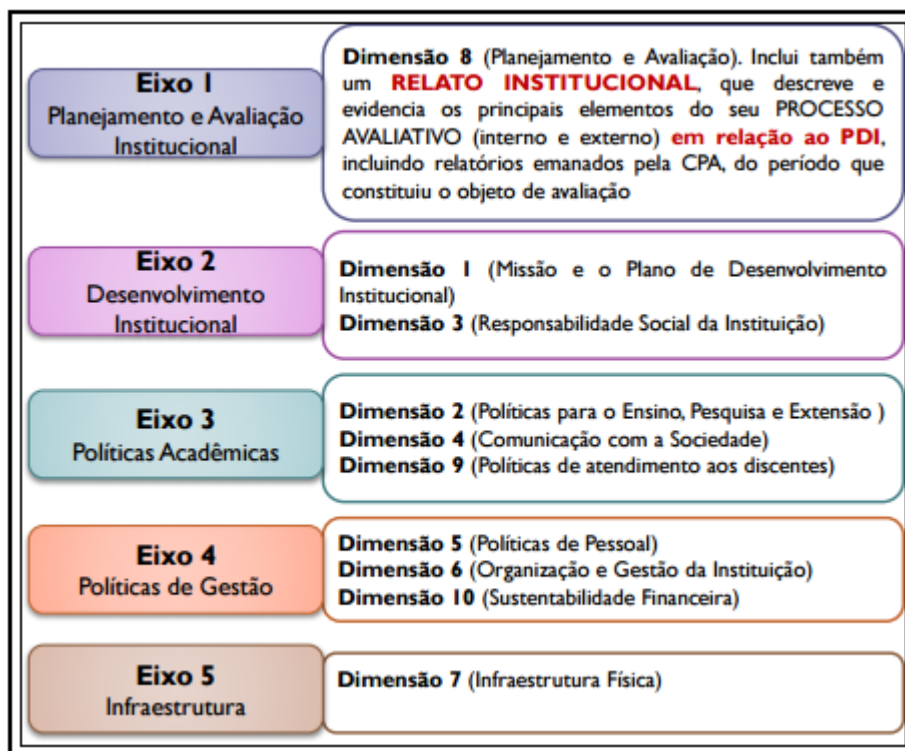 Eixo 1
Planejamento e Avaliação
Institucional
Dimensão 8 (Planejamento e Avaliação). Inclui também
um RELATO INSTITUCIONAL, que descreve e
evidencia os principais elementos do seu PROCESSO
AVALIATIVO (interno e externo) em relação ao PDI,
incluindo relatórios emanados pela CPA, do período que
constituiu o objeto de avaliação
Eixo 2
Desenvolvimento
Institucional
Dimensão 1 (Missão e o Plano de Desenvolvimento
Institucional)
Dimensão 3 (Responsabilidade Social da Instituição)
Eixo 3
Políticas Acadêmicas
Dimensão 2 (Políticas para o Ensino, Pesquisa e Extensão )
Dimensão 4 (Comunicação com a Sociedade)
Dimensão 9 (Políticas de atendimento aos discentes)
Eixo 4
Políticas de Gestão
Dimensão 5 (Políticas de Pessoal)
Dimensão 6 (Organização e Gestão da Instituição)
Dimensão 10 (Sustentabilidade Financeira)
Eixo 5
Infraestrutura
Dimensão 7 (Infraestrutura Física)